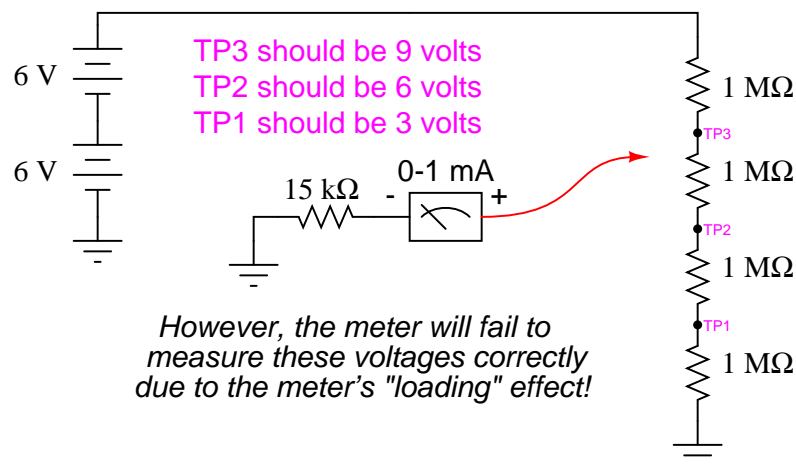 TP3 should be 9 volts
TP2 should be 6 volts
TP1 should be 3 volts
6 V
6 V
1 MΩ
TP3
1 MΩ
TP2
1 MΩ
TP1
1 MΩ
0-1 mA
15 kΩ
- +
However, the meter will fail to
measure these voltages correctly
due to the meter's "loading" effect!